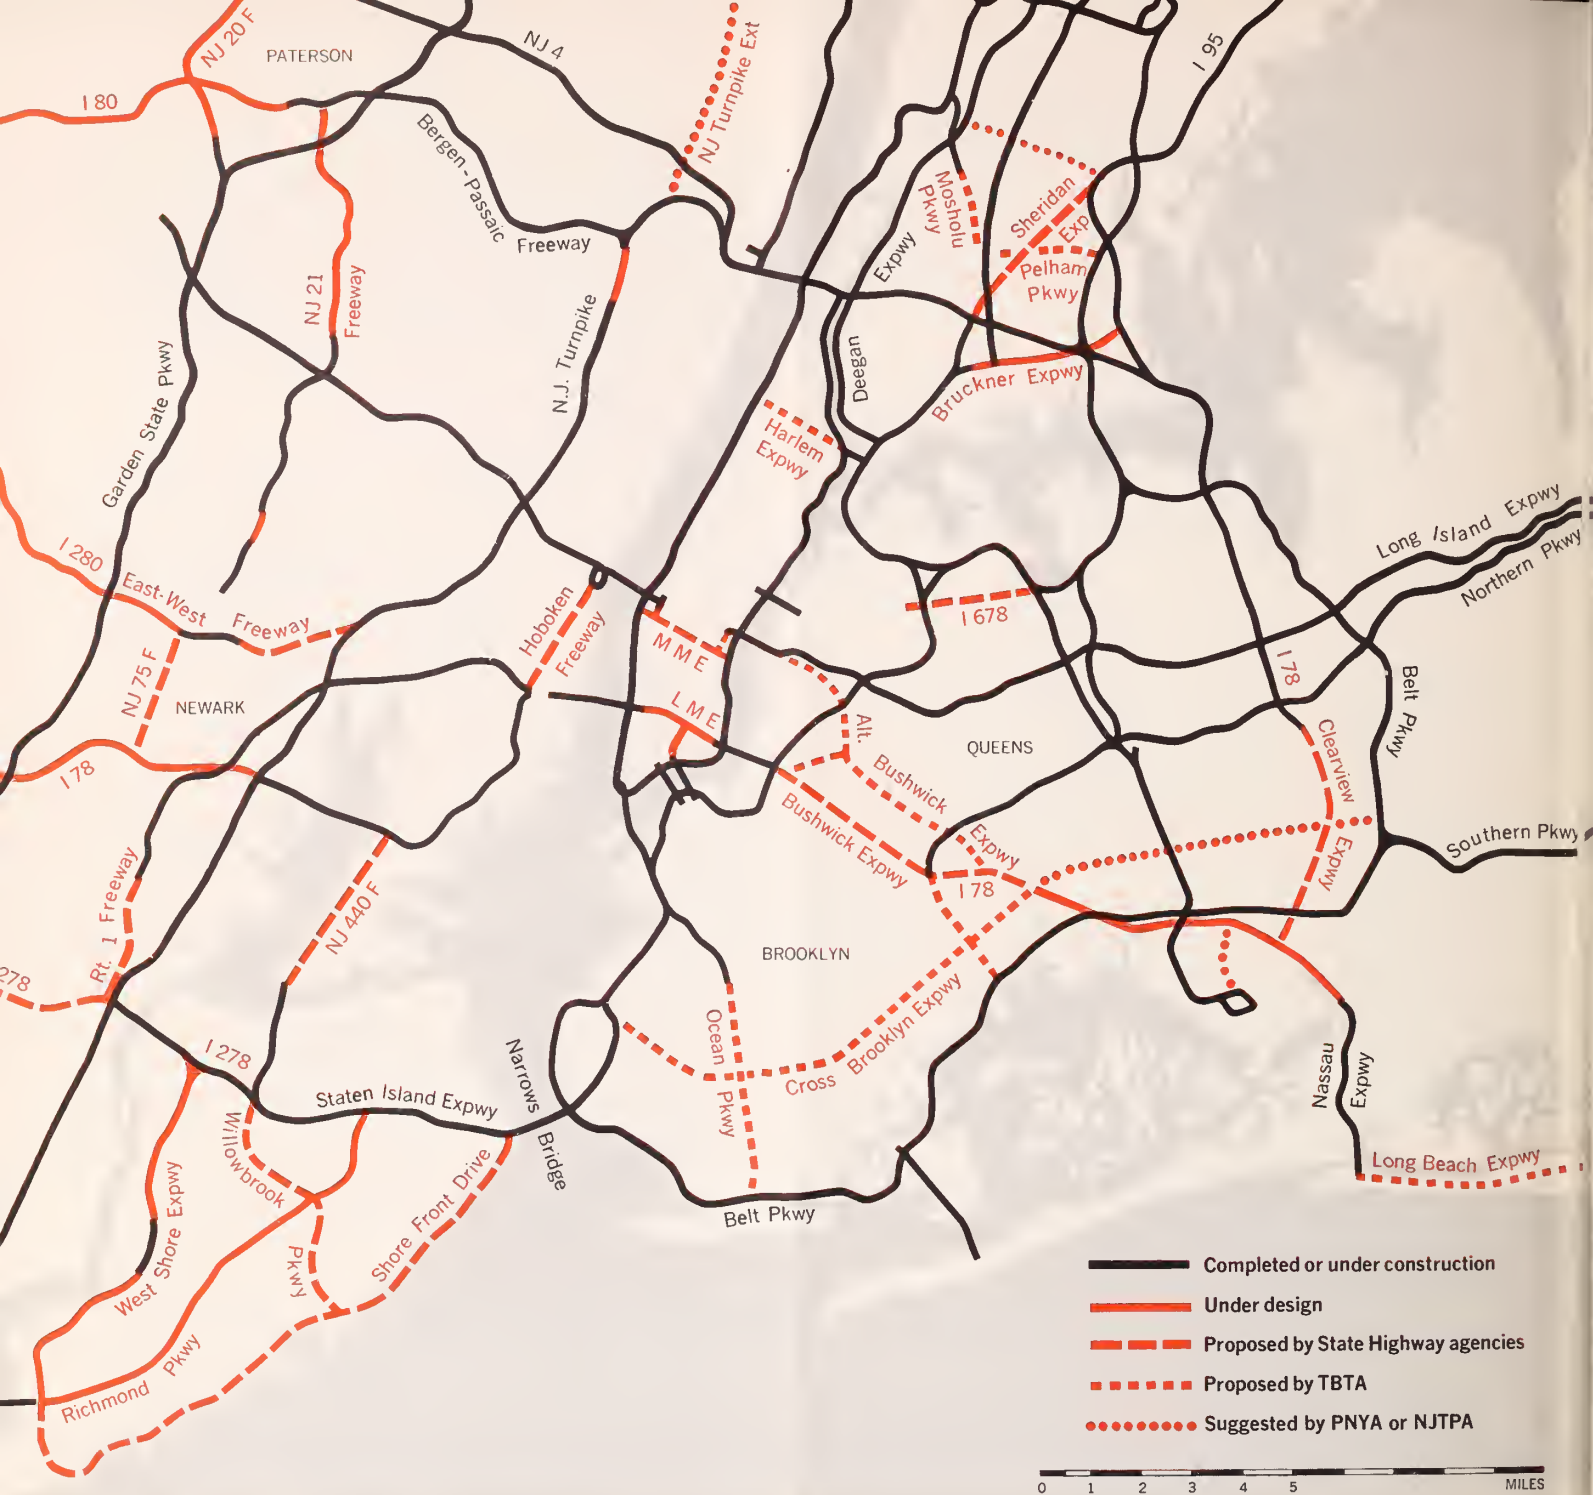 NJ 20 F
PATERSON
NJ 4
NJ Turnpike Ext
I 95
I 80
Bergen-Passaic
Freeway
Mosholu
Pkwy
Sheridan
Exp
Pelham
Pkwy
Expwy
Deegan
NJ 21
Freeway
N.J. Turnpike
Garden State Pkwy
Bruckner Expwy
Harlem
Expwy
Long Island Expwy
Northern Pkwy
I 280
East-West
Freeway
Hoboken
Freeway
MME
LME
I 678
I 78
NJ 75 F
NEWARK
I 78
Belt Pkwy
Alt.
Bushwick
Expwy
QUEENS
Clearview
Expwy
Bushwick Expwy
I 78
Southern Pkwy
Rt. 1 Freeway
NJ 440 F
278
BROOKLYN
Cross Brooklyn Expwy
Ocean
Pkwy
I 278
Staten Island Expwy
Narrows
Bridge
Nassau
Expwy
Willowbrook
Pkwy
West Shore Expwy
Shore Front Drive
Long Beach Expwy
Belt Pkwy
Richmond Pkwy
Completed or under construction
Under design
Proposed by State Highway agencies
Proposed by TBTA
Suggested by PNYA or NJTPA
0 1 2 3 4 5 MILES